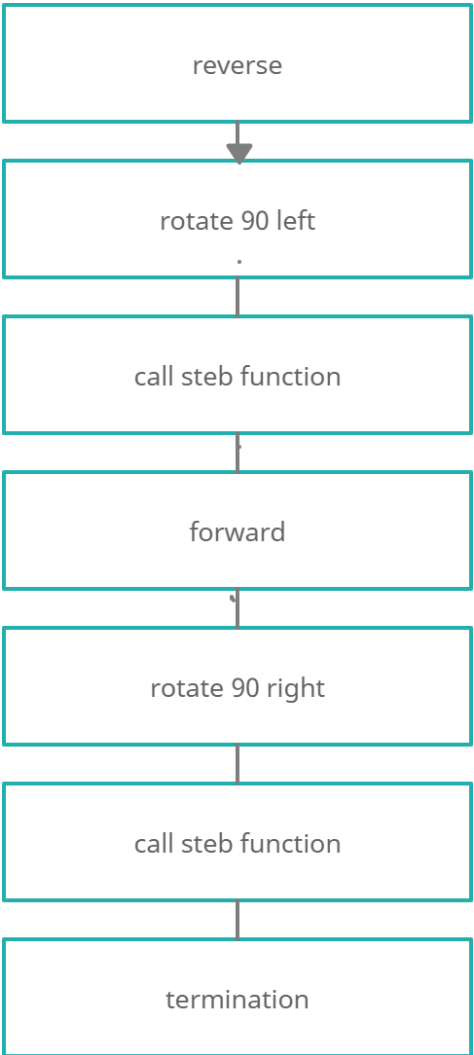 reverse
rotate 90 left
call steb function
forward
rotate 90 right
call steb function
termination